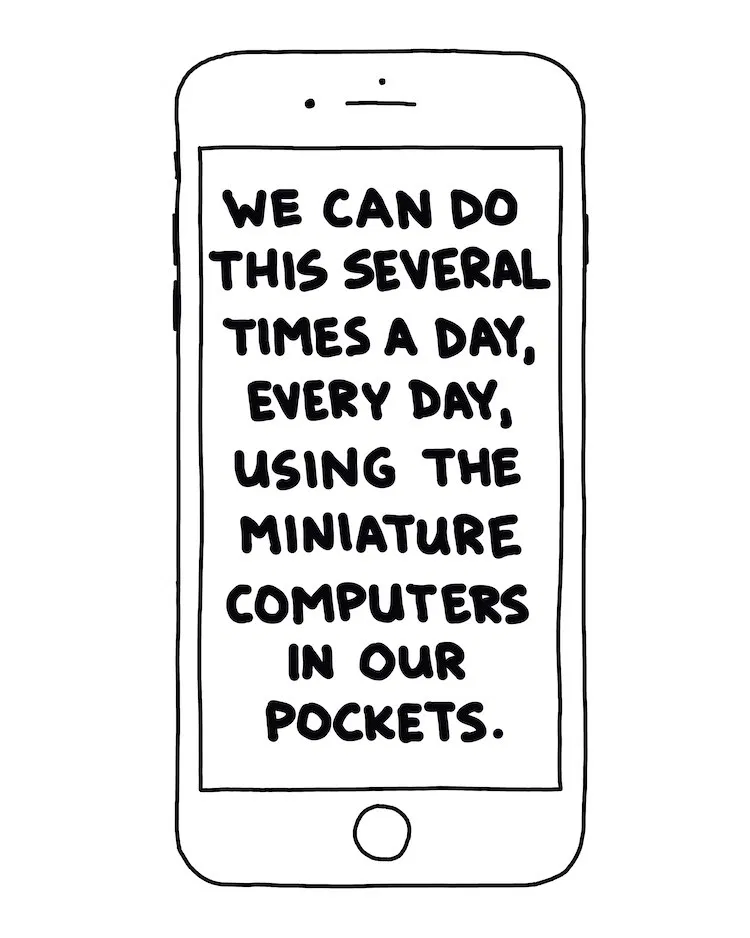 WE CAN DO
THIS SEVERAL
TIMES A DAY,
EVERY DAY,
USING THE
MINIATURE
COMPUTERS
IN OUR
POCKETS.